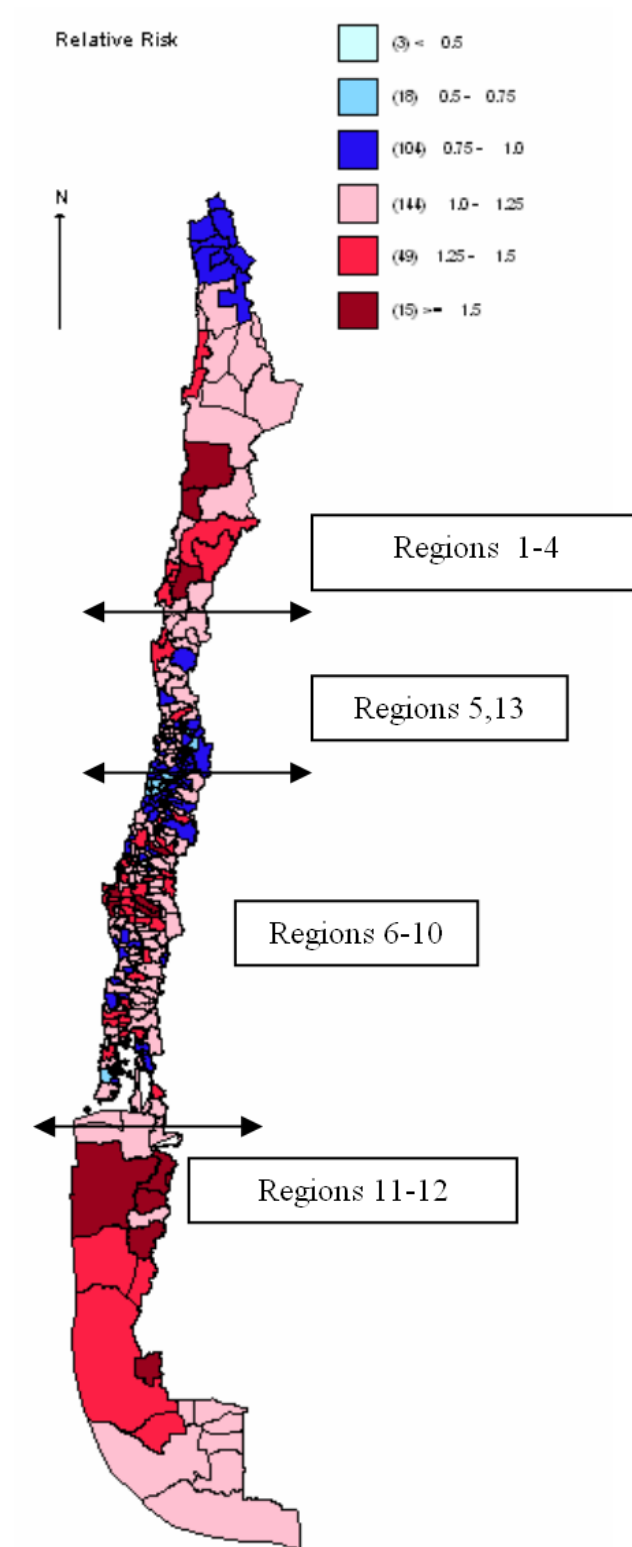 Relative Risk
(3) < 0.5
(18) 0.5 - 0.75
(104) 0.75 - 1.0
(144) 1.0 - 1.25
(49) 1.25 - 1.5
(15) >= 1.5
N
Regions 1-4
Regions 5,13
Regions 6-10
Regions 11-12